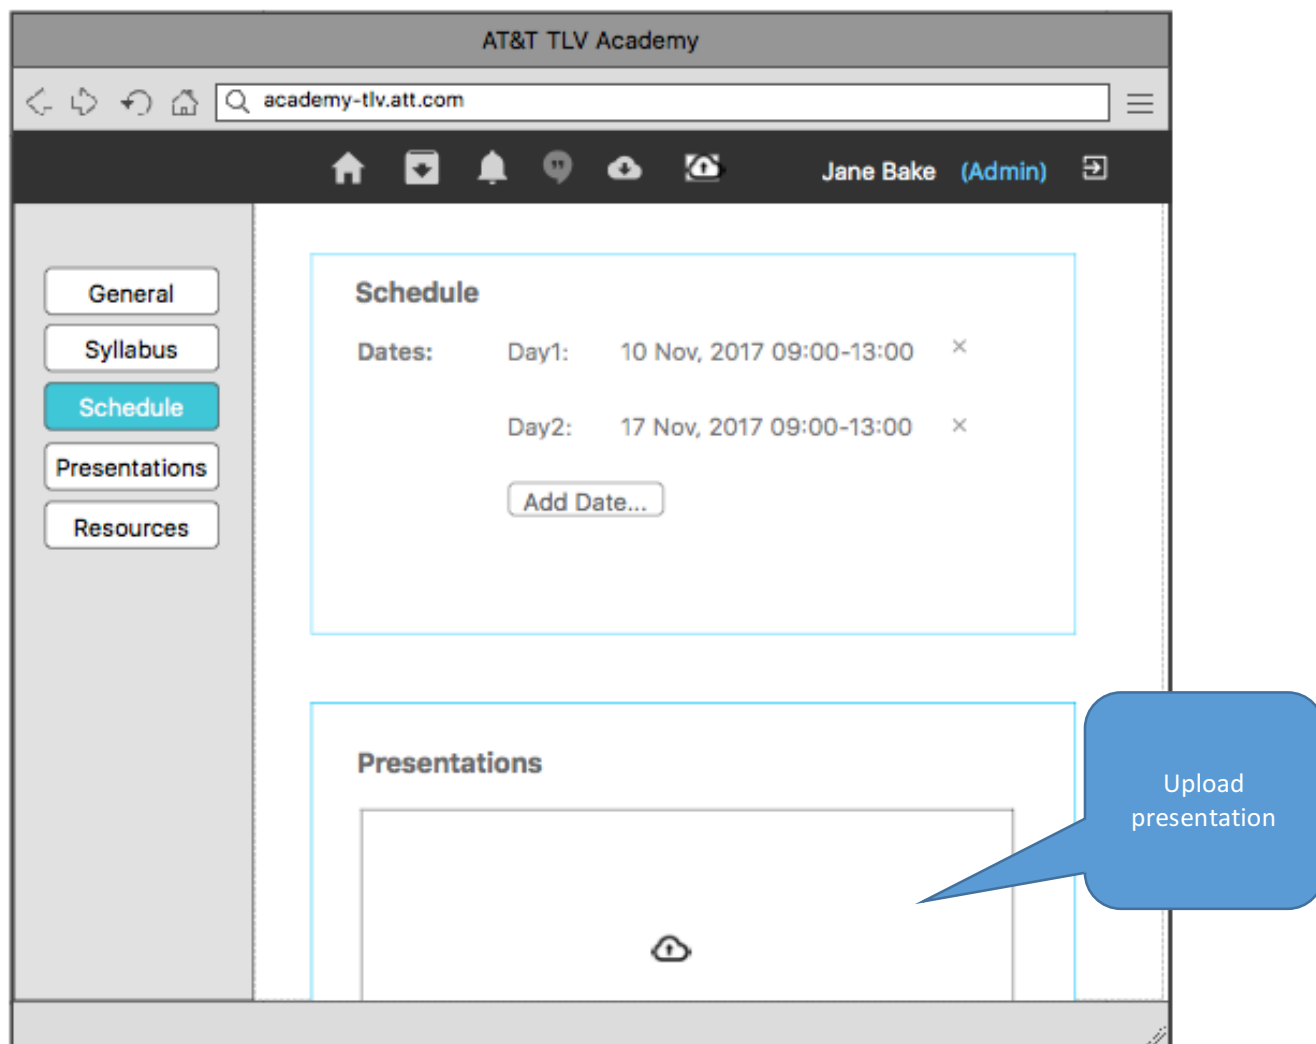 AT&T TLV Academy
academy-tlv.att.com
Jane Bake (Admin)
General
Syllabus
Schedule
Presentations
Resources
Schedule
Dates: Day1: 10 Nov, 2017 09:00-13:00 ×
Day2: 17 Nov, 2017 09:00-13:00 ×
Add Date...
Presentations
Upload
presentation